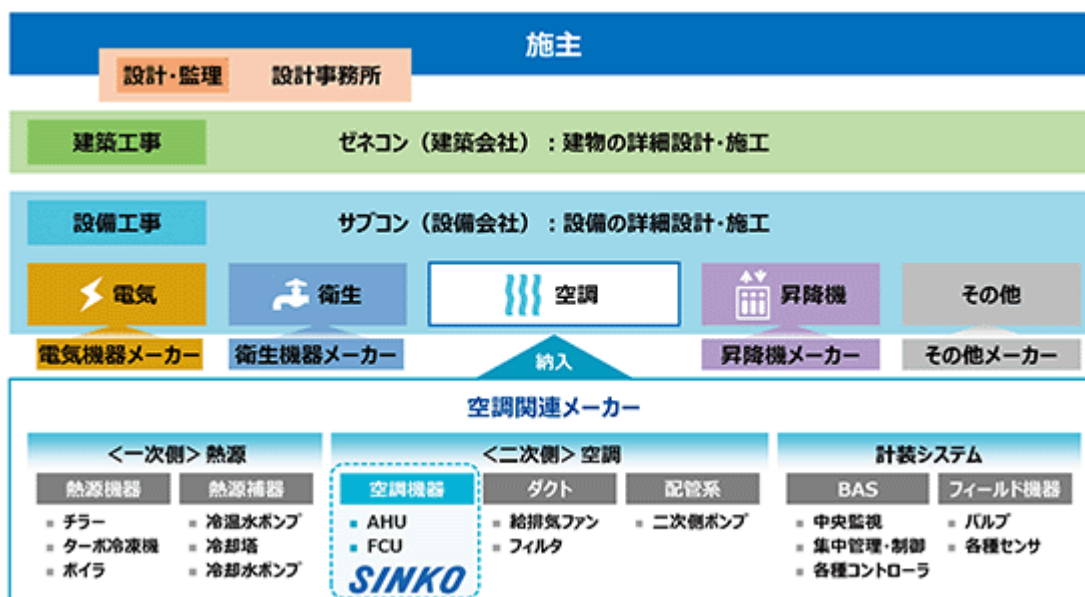 施主
設計・監理 設計事務所
建築工事 ゼネコン（建築会社）：建物の詳細設計・施工
設備工事 サブコン（設備会社）：設備の詳細設計・施工
電気 衛生 空調 昇降機 その他
電気機器メーカー 衛生機器メーカー 納入 昇降機メーカー その他メーカー
空調関連メーカー
＜一次側＞熱源 ＜二次側＞空調 計装システム
熱源機器 熱源補器 空調機器 ダクト 配管系 BAS フィールド機器
チラー 冷温水ポンプ AHU 給排気ファン 二次側ポンプ 中央監視 バルブ
ターボ冷凍機 冷却塔 FCU フィルタ 集中管理・制御 各種センサ
ボイラ 冷却水ポンプ SINKO 各種コントローラ